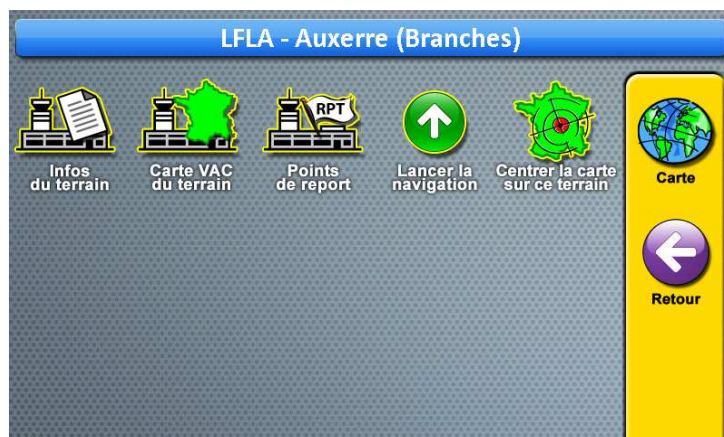 LFLA - Auxerre (Branches)
Infos
du terrain
Carte VAC
du terrain
RPT
Points
de report
Lancer la
navigation
Centrer la carte
sur ce terrain
Carte
Retour